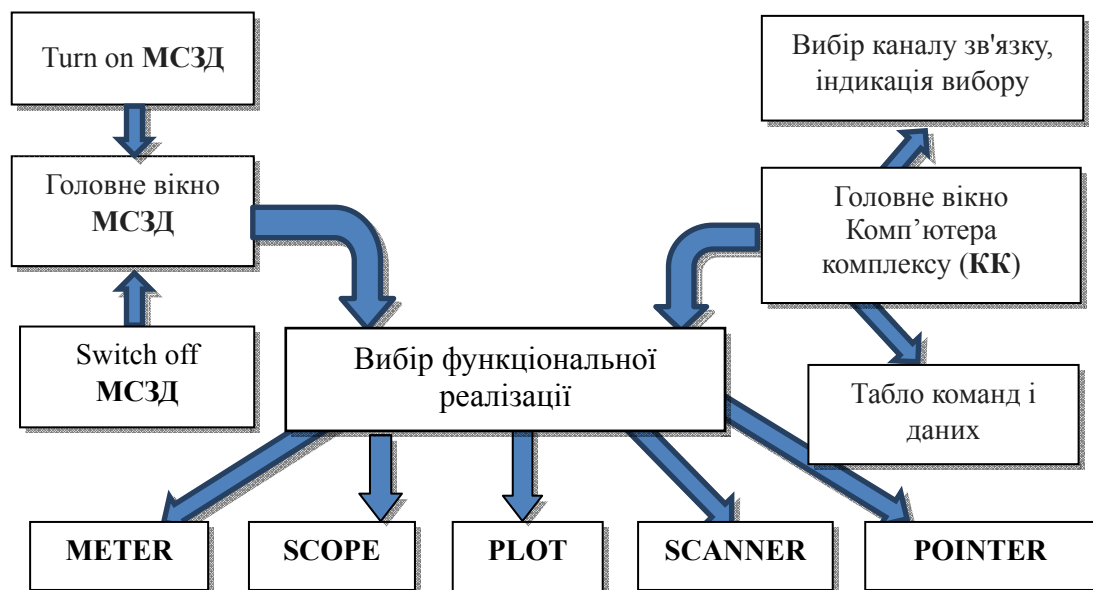 Turn on МСЗД
Вибір каналу зв'язку,
індикація вибору
Головне вікно
МСЗД
Головне вікно
Комп’ютера
комплексу (КК)
Switch off
МСЗД
Вибір функціональної
реалізації
Табло команд і
даних
METER
SCOPE
PLOT
SCANNER
POINTER